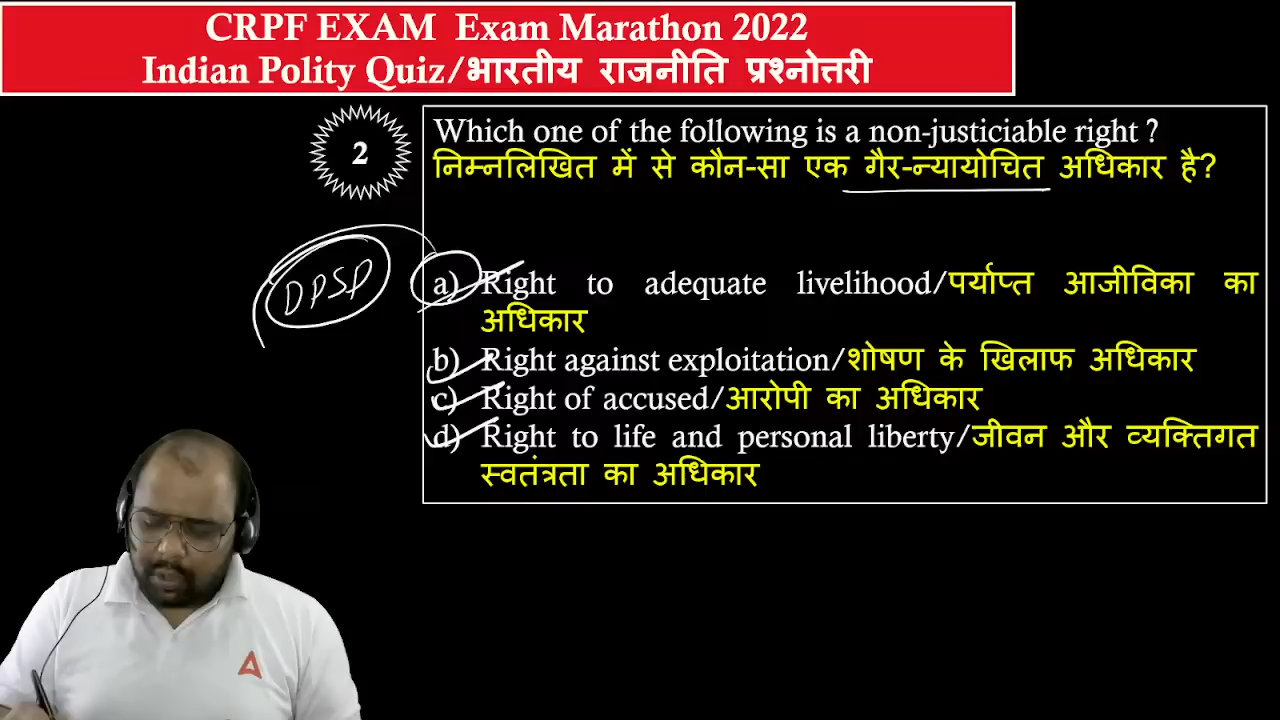 CRPF EXAM Exam Marathon 2022
Indian Polity Quiz/भारतीय राजनीति प्रश्नोत्तरी
2
Which one of the following is a non-justiciable right ?
निम्नलिखित में से कौन-सा एक गैर-न्यायोचित अधिकार है?
DPSP
a) Right to adequate livelihood/पर्याप्त आजीविका का
अधिकार
b) Right against exploitation/शोषण के खिलाफ अधिकार
c) Right of accused/आरोपी का अधिकार
d) Right to life and personal liberty/जीवन और व्यक्तिगत
स्वतंत्रता का अधिकार